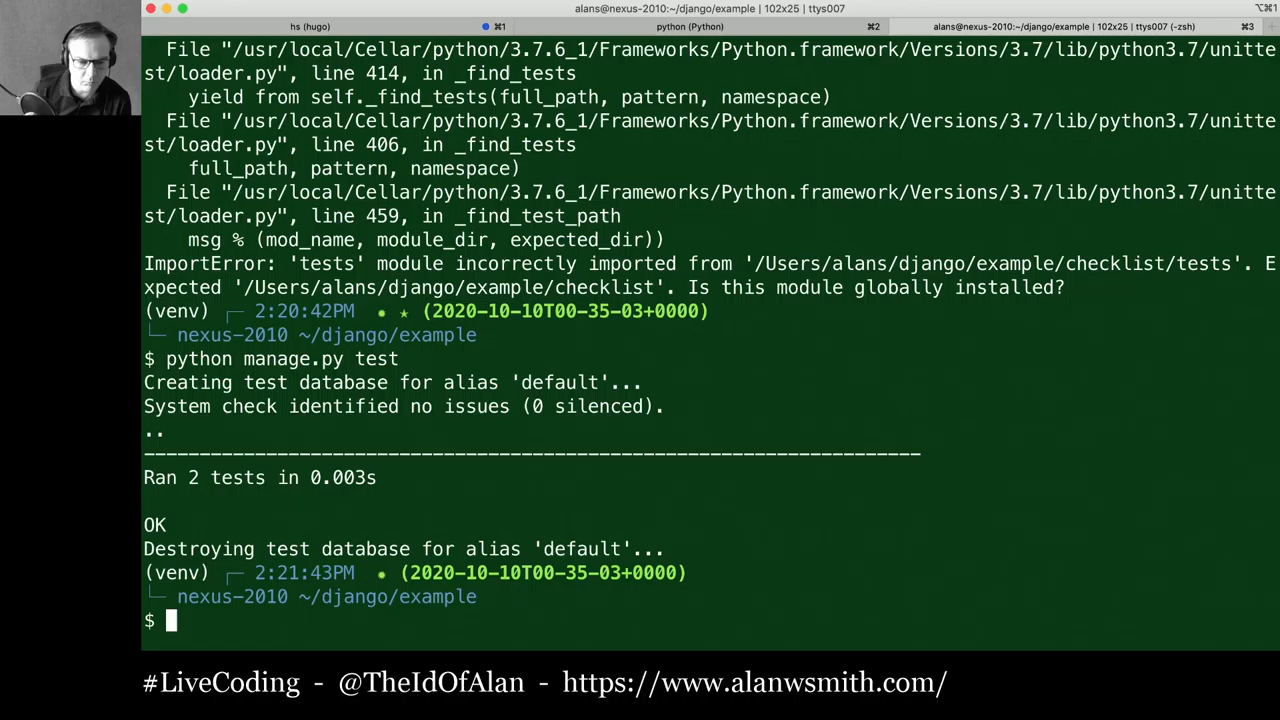 alans@nexus-2010:~/django/example | 102x25 | ttys007
⌥⌘1
hs (hugo) ⌘1 python (Python) ⌘2 alans@nexus-2010:~/django/example | 102x25 | ttys007 (-zsh) ⌘3
File "/usr/local/Cellar/python/3.7.6_1/Frameworks/Python.framework/Versions/3.7/lib/python3.7/unitte
st/loader.py", line 414, in _find_tests
yield from self._find_tests(full_path, pattern, namespace)
File "/usr/local/Cellar/python/3.7.6_1/Frameworks/Python.framework/Versions/3.7/lib/python3.7/unitte
st/loader.py", line 406, in _find_tests
full_path, pattern, namespace)
File "/usr/local/Cellar/python/3.7.6_1/Frameworks/Python.framework/Versions/3.7/lib/python3.7/unitte
st/loader.py", line 459, in _find_test_path
msg % (mod_name, module_dir, expected_dir))
ImportError: 'tests' module incorrectly imported from '/Users/alans/django/example/checklist/tests'. E
xpected '/Users/alans/django/example/checklist'. Is this module globally installed?
(venv) ┌─ 2:20:42PM ✹ ★ (2020-10-10T00-35-03+0000)
└─ nexus-2010 ~/django/example
$ python manage.py test
Creating test database for alias 'default'...
System check identified no issues (0 silenced).
..
----------------------------------------------------------------------
Ran 2 tests in 0.003s
OK
Destroying test database for alias 'default'...
(venv) ┌─ 2:21:43PM ✹ (2020-10-10T00-35-03+0000)
└─ nexus-2010 ~/django/example
$
#LiveCoding - @TheIdOfAlan - https://www.alanwsmith.com/